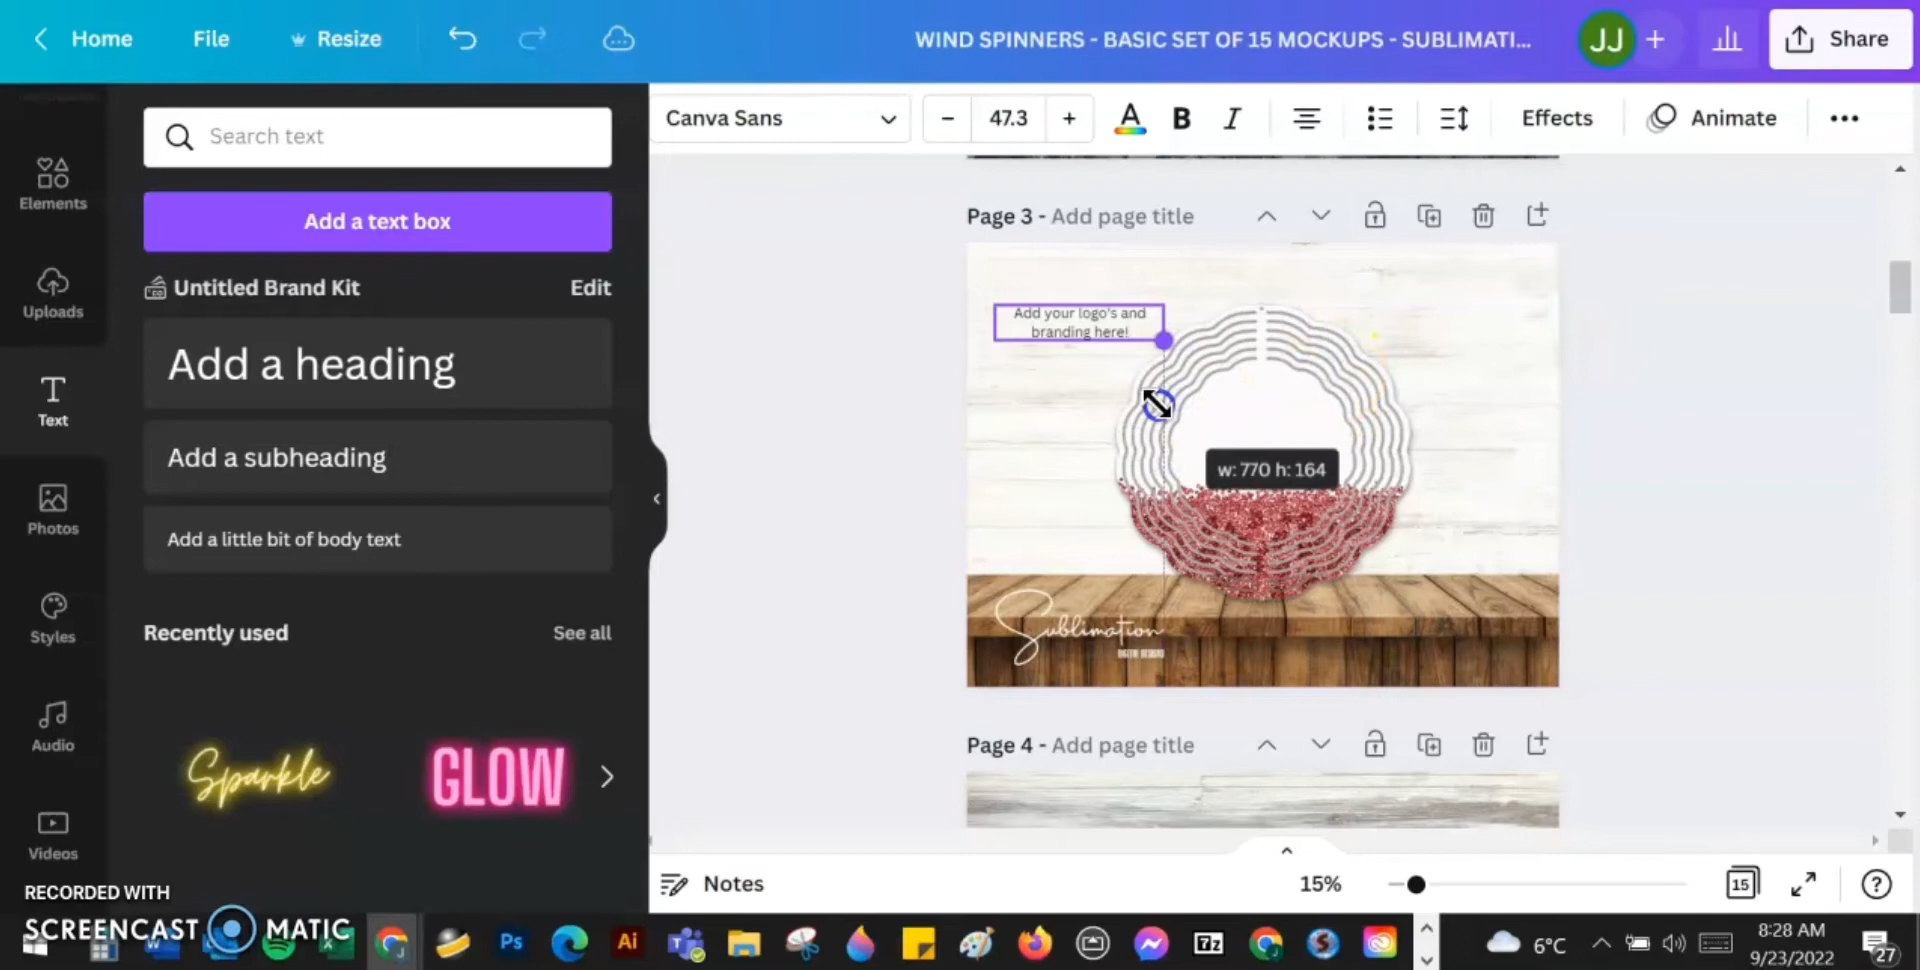 Home File Resize WIND SPINNERS - BASIC SET OF 15 MOCKUPS - SUBLIMATI... JJ + Share
Search text
Canva Sans - 47.3 + A B I Effects Animate
Elements
Add a text box
Page 3 - Add page title
Untitled Brand Kit Edit
Uploads
Add your logo's and
branding here!
Add a heading
Text
Add a subheading
w: 770 h: 164
Photos
Add a little bit of body text
Styles
Recently used See all
Sublimation
DIGITAL DESIGNS
Audio
Sparkle GLOW
Page 4 - Add page title
Videos
RECORDED WITH
SCREENCAST MATIC
Notes 15% 15 ?
Ps Ai 7z 6°C
8:28 AM
9/23/2022
27